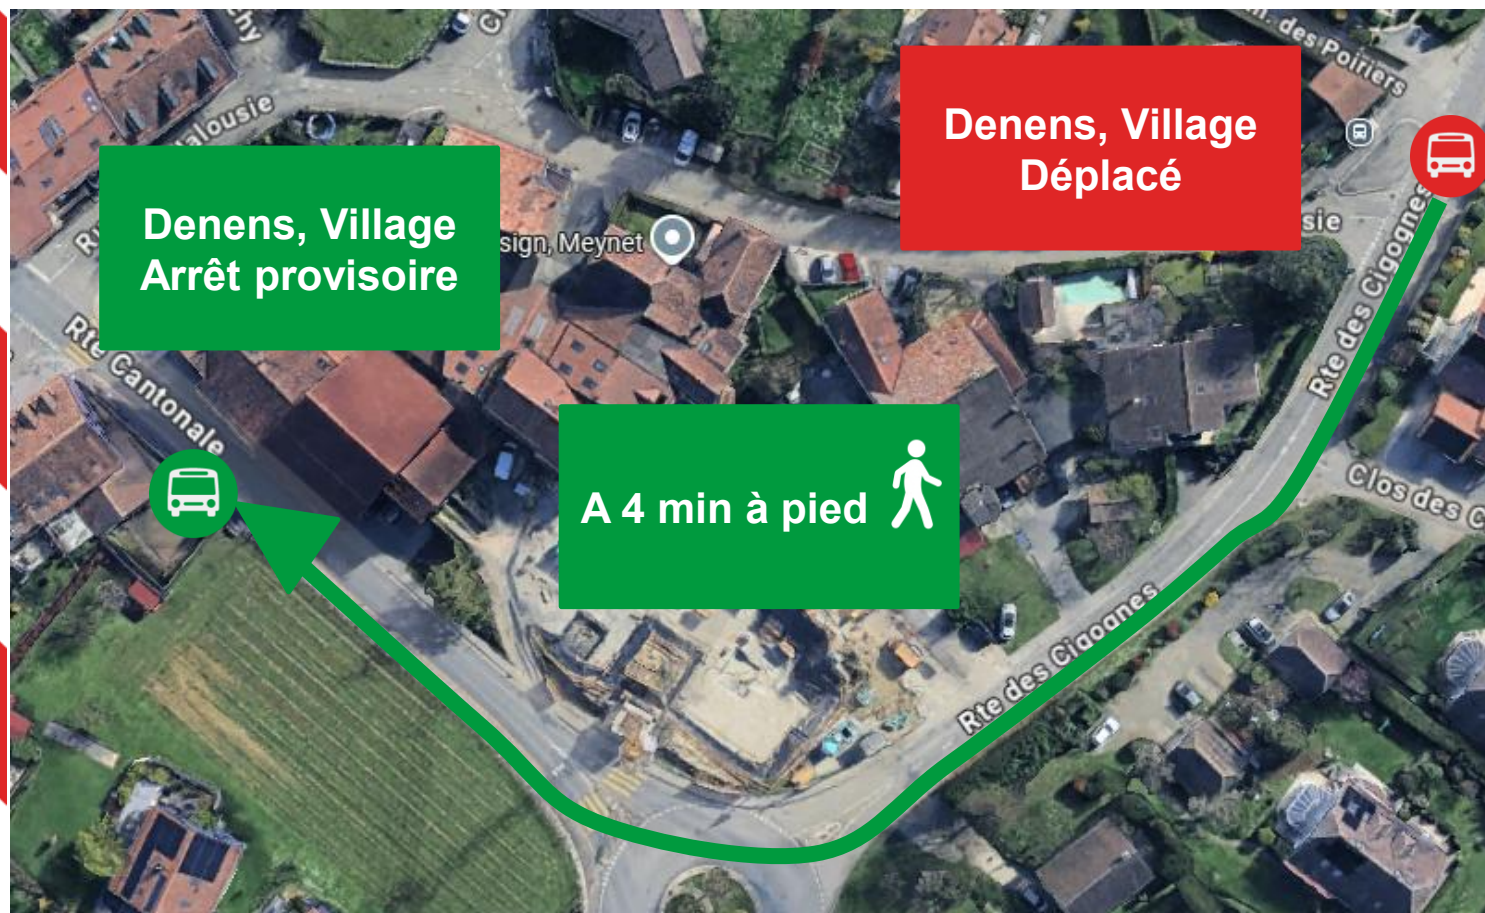 m. des Poiriers
alousie
Denens, Village
Déplacé
Denens, Village
Arrêt provisoire
sign, Meynet
sie
Rte des Cigognes
Rte Cantonale
A 4 min à pied
Clos des C
Rte des Cigognes